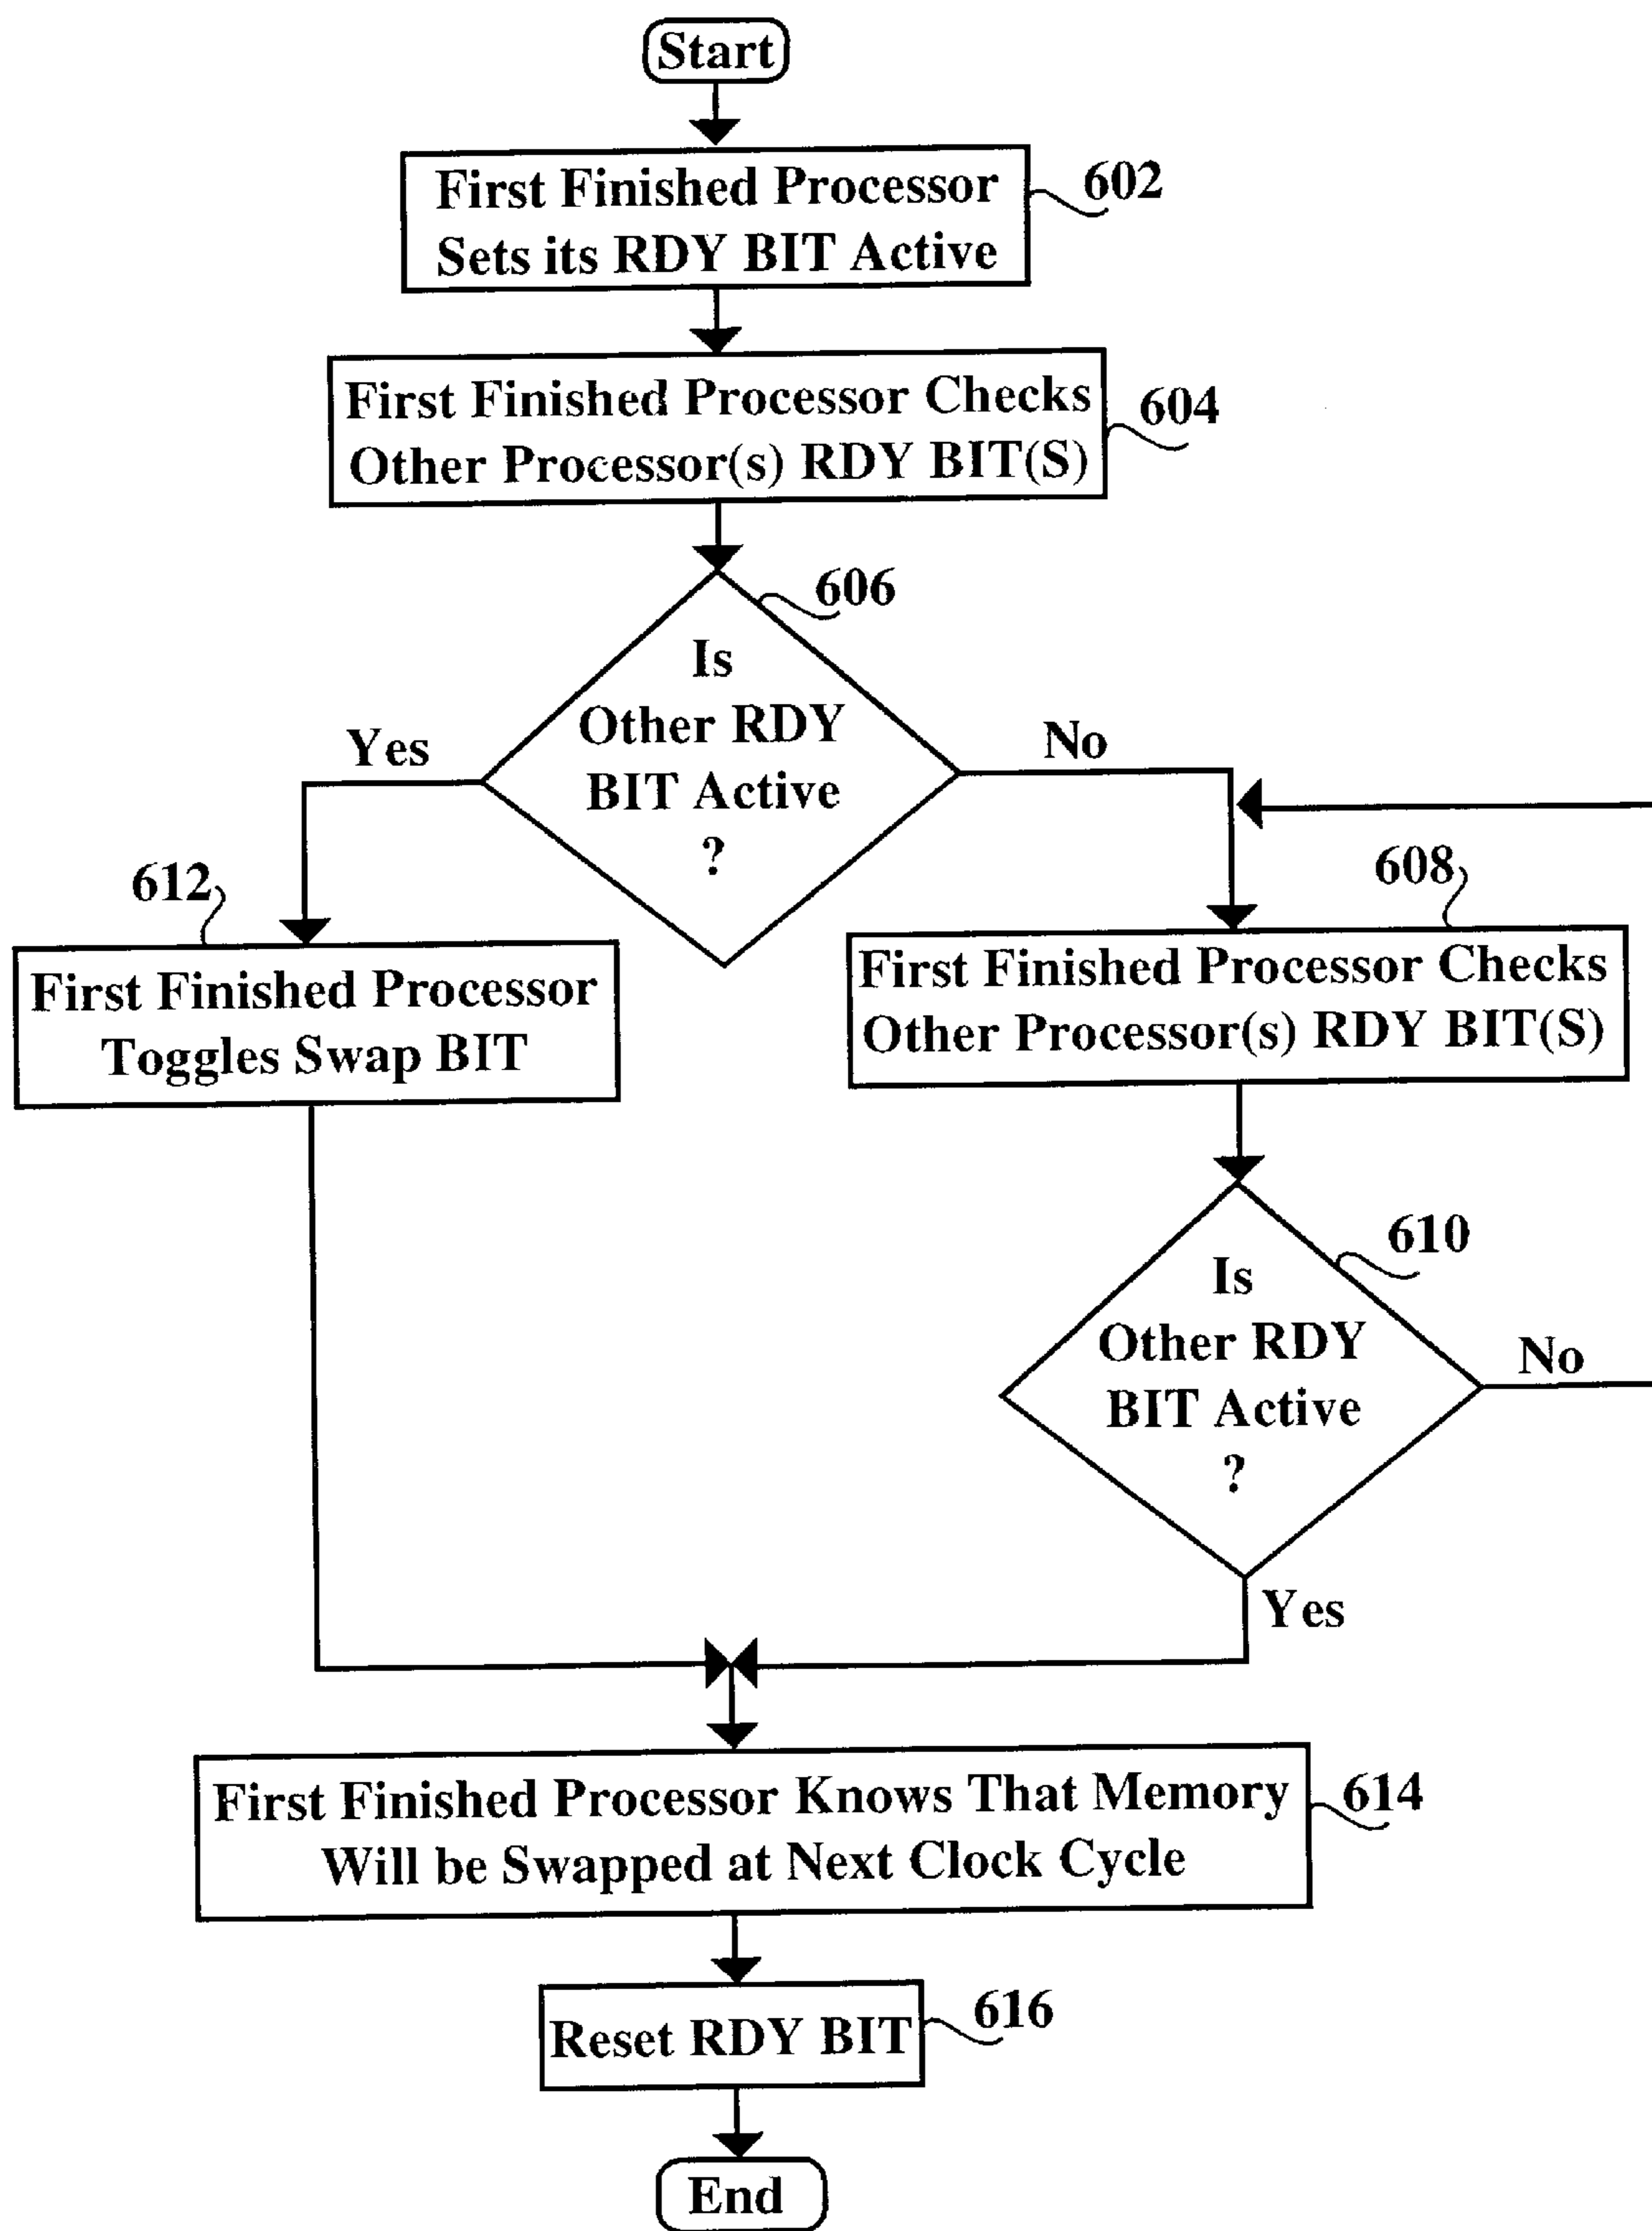 Start
First Finished Processor
Sets its RDY BIT Active
602
First Finished Processor Checks
Other Processor(s) RDY BIT(S)
604
606
Is
Other RDY
BIT Active
?
Yes
No
612
First Finished Processor
Toggles Swap BIT
608
First Finished Processor Checks
Other Processor(s) RDY BIT(S)
610
Is
Other RDY
BIT Active
?
No
Yes
First Finished Processor Knows That Memory
Will be Swapped at Next Clock Cycle
614
Reset RDY BIT
616
End